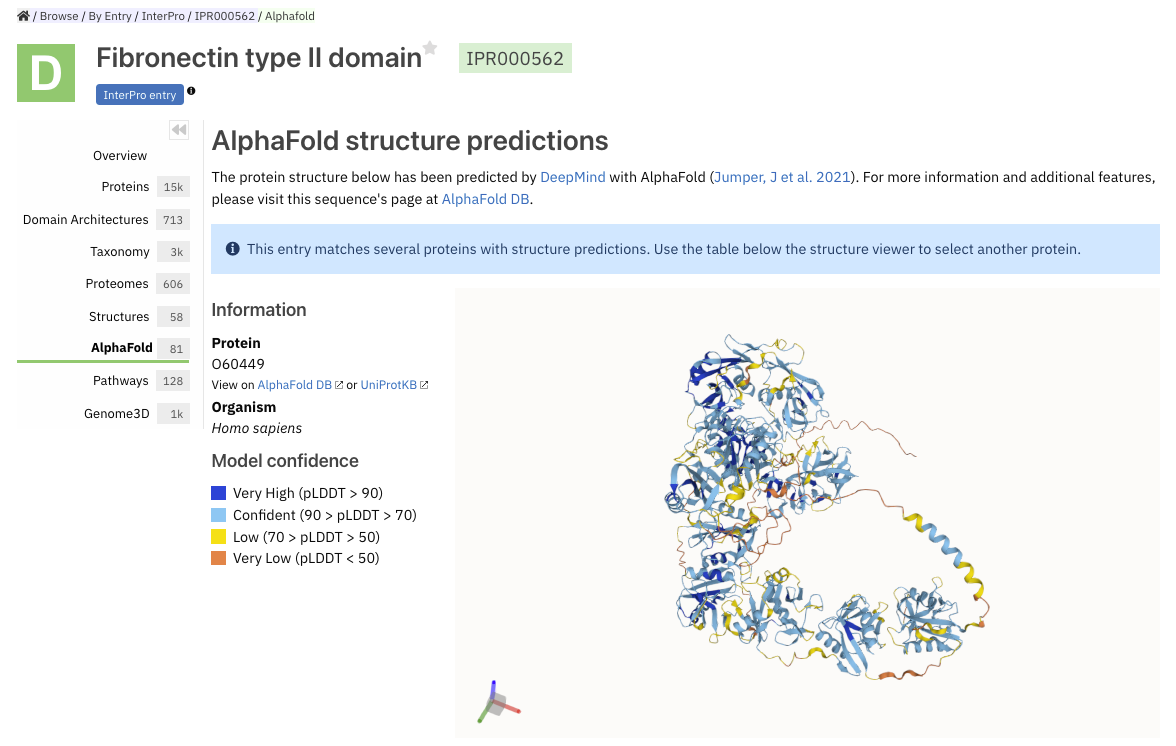 / Browse / By Entry / InterPro / IPR000562 / Alphafold
D
Fibronectin type II domain
IPR000562
InterPro entry
AlphaFold structure predictions
The protein structure below has been predicted by DeepMind with AlphaFold (Jumper, J et al. 2021). For more information and additional features,
please visit this sequence's page at AlphaFold DB.
This entry matches several proteins with structure predictions. Use the table below the structure viewer to select another protein.
Overview
Proteins 15k
Domain Architectures 713
Taxonomy 3k
Proteomes 606
Structures 58
AlphaFold 81
Pathways 128
Genome3D 1k
Information
Protein
O60449
View on AlphaFold DB or UniProtKB
Organism
Homo sapiens
Model confidence
Very High (pLDDT > 90)
Confident (90 > pLDDT > 70)
Low (70 > pLDDT > 50)
Very Low (pLDDT < 50)